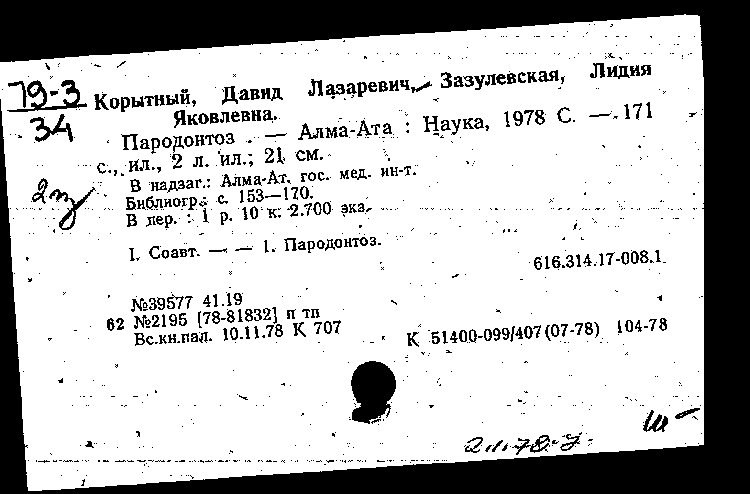 79-3
34
Корытный, Давид Лазаревич, Зазулевская, Лидия
Яковлевна.
Пародонтоз . — Алма-Ата : Наука, 1978 С. — 171
с., ил., 2 л. ил.; 21 см.
В надзаг.: Алма-Ат. гос. мед. ин-т.
Библиогр.: с. 153—170.
В пер. : 1 р. 10 к. 2.700 экз.
I. Соавт. — — 1. Пародонтоз.
616.314.17-008.1
№39577 41.19
62 №2195 [78-81832] п тп
Вс.кн.пал. 10.11.78 К 707
К 51400-099/407(07-78) 104-78